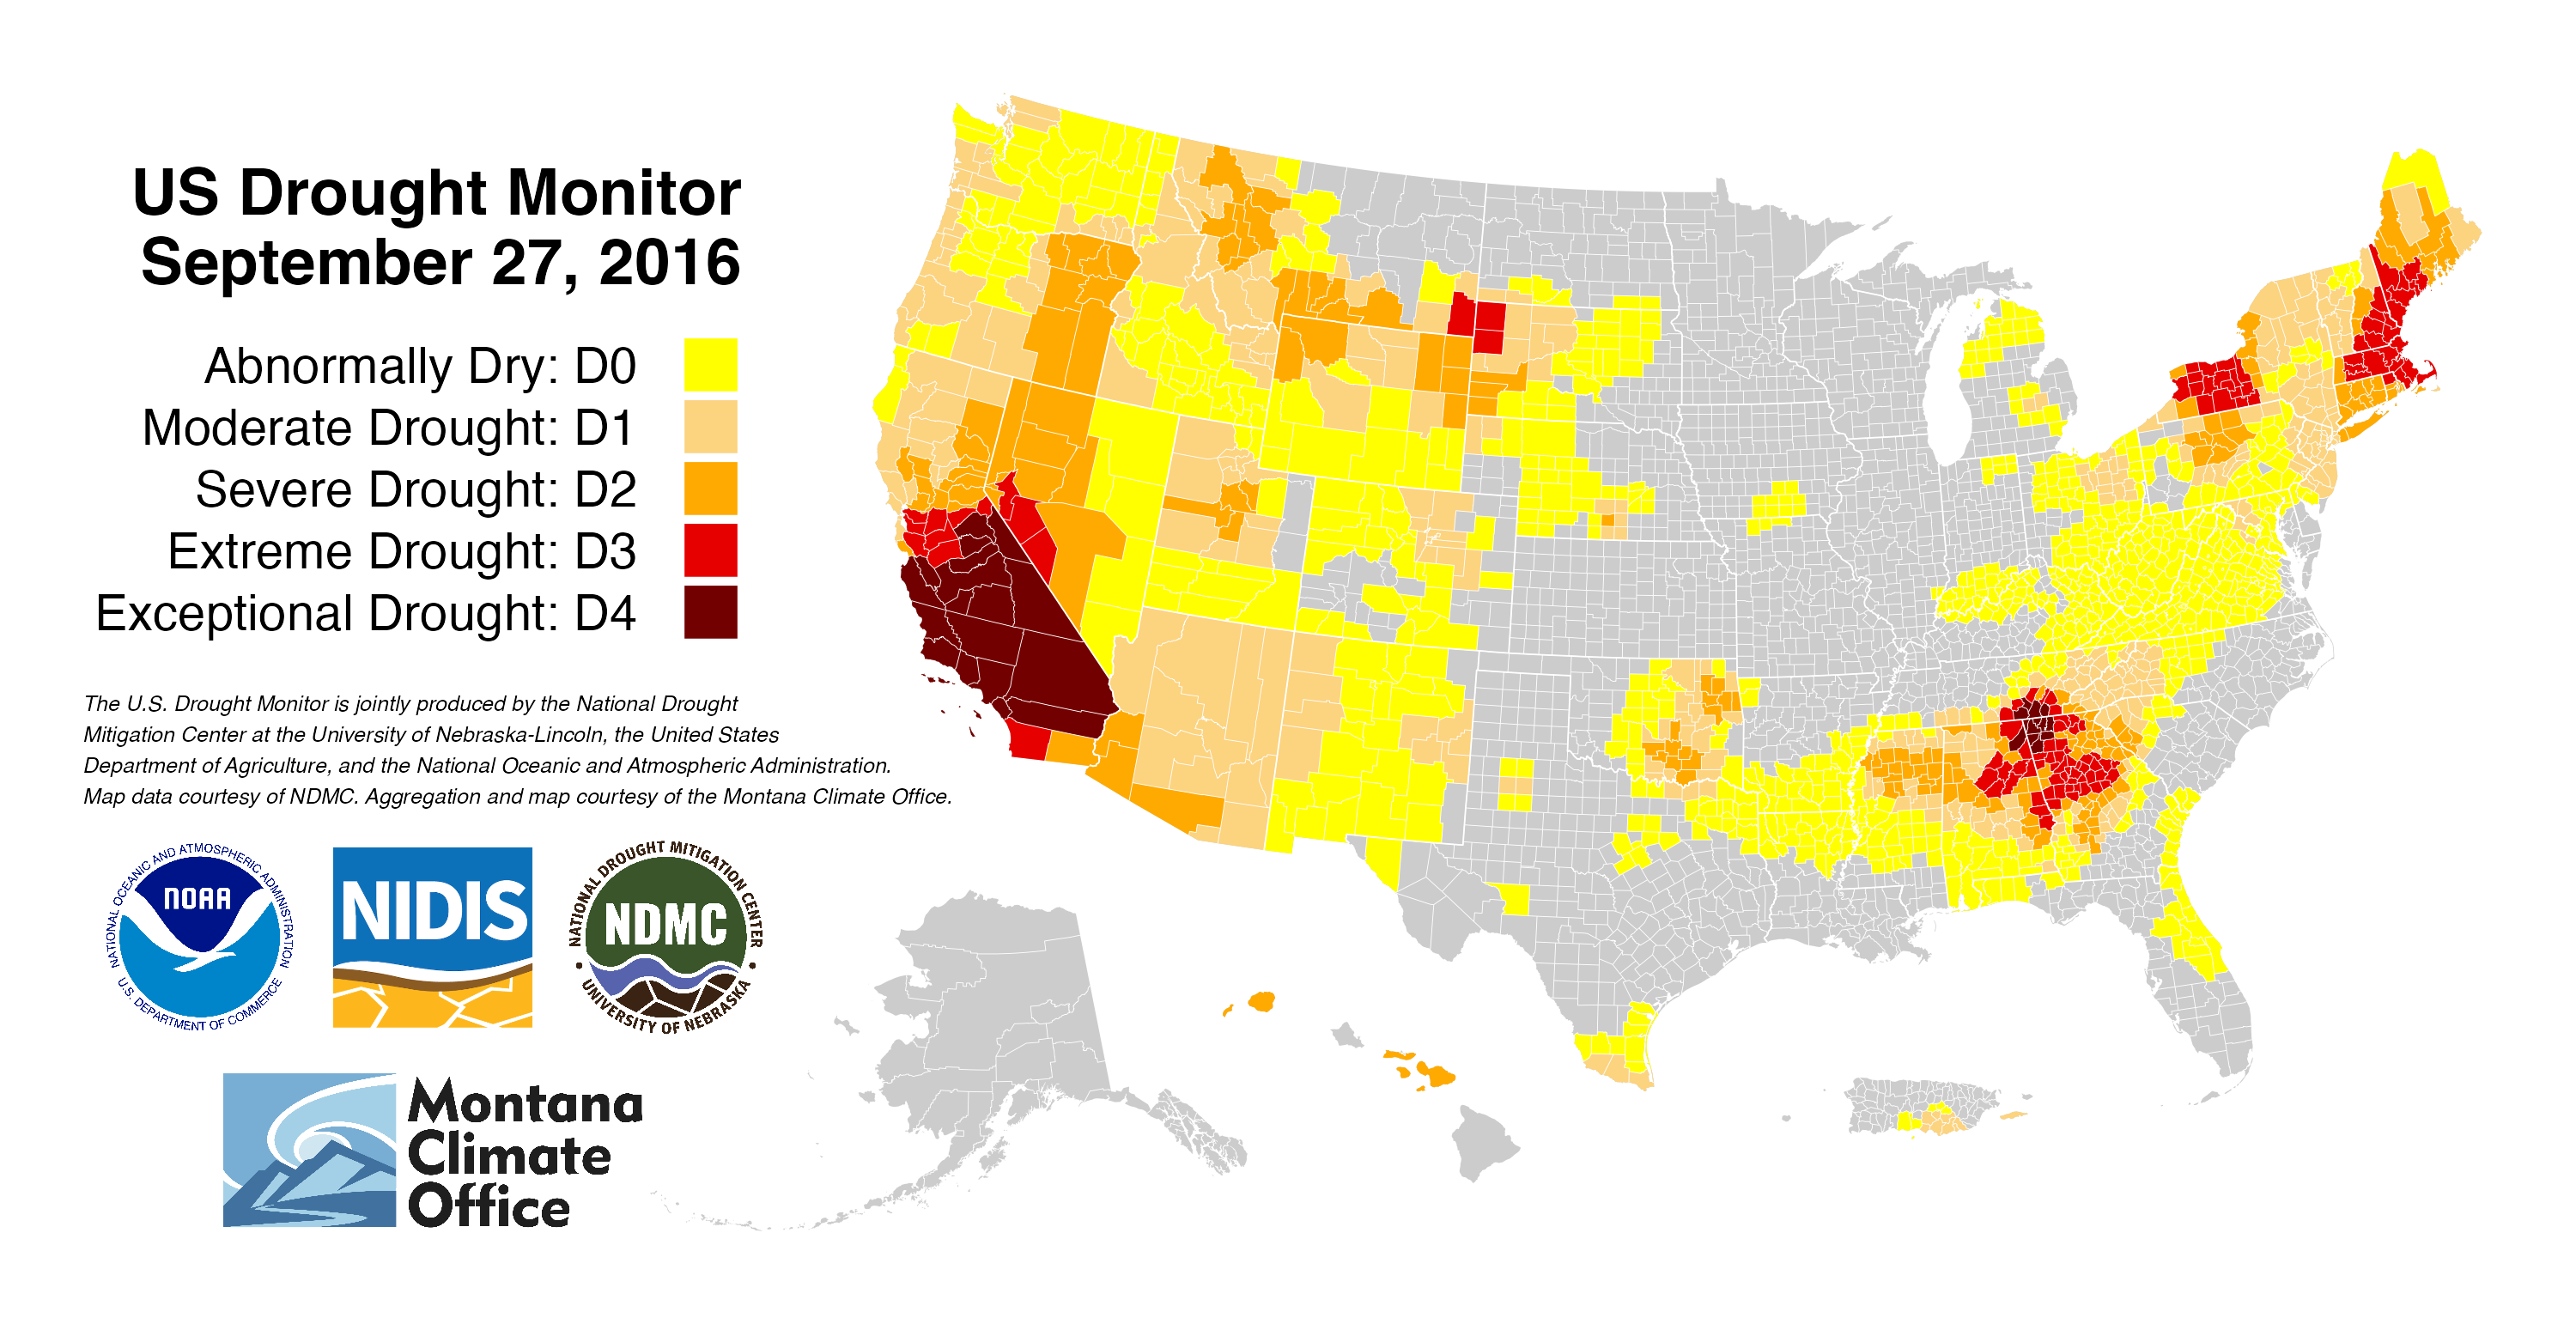 US Drought Monitor
September 27, 2016
Abnormally Dry: D0
Moderate Drought: D1
Severe Drought: D2
Extreme Drought: D3
Exceptional Drought: D4
The U.S. Drought Monitor is jointly produced by the National Drought
Mitigation Center at the University of Nebraska-Lincoln, the United States
Department of Agriculture, and the National Oceanic and Atmospheric Administration.
Map data courtesy of NDMC. Aggregation and map courtesy of the Montana Climate Office.
NATIONAL OCEANIC AND ATMOSPHERIC ADMINISTRATION
NOAA
U.S. DEPARTMENT OF COMMERCE
NIDIS
NATIONAL DROUGHT MITIGATION CENTER
NDMC
UNIVERSITY OF NEBRASKA
Montana
Climate
Office